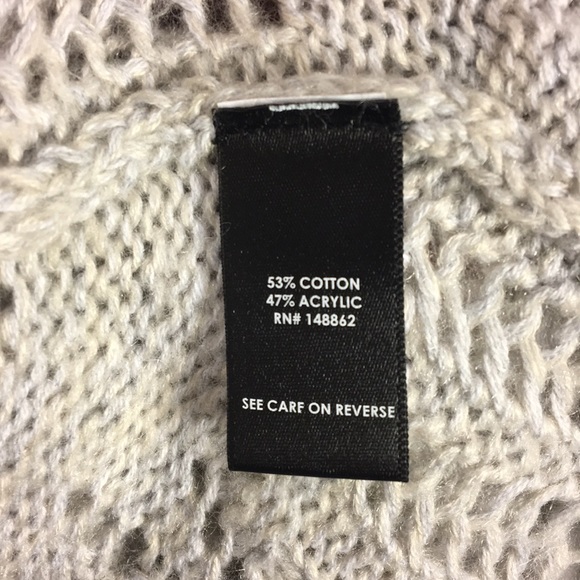 53% COTTON
47% ACRYLIC
RN# 148862
SEE CARF ON REVERSE